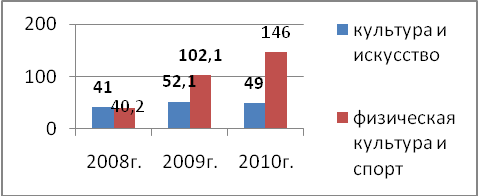 200
100
0
41
40,2
52,1
102,1
49
146
2008г.
2009г.
2010г.
культура и
искусство
физическая
культура и
спорт